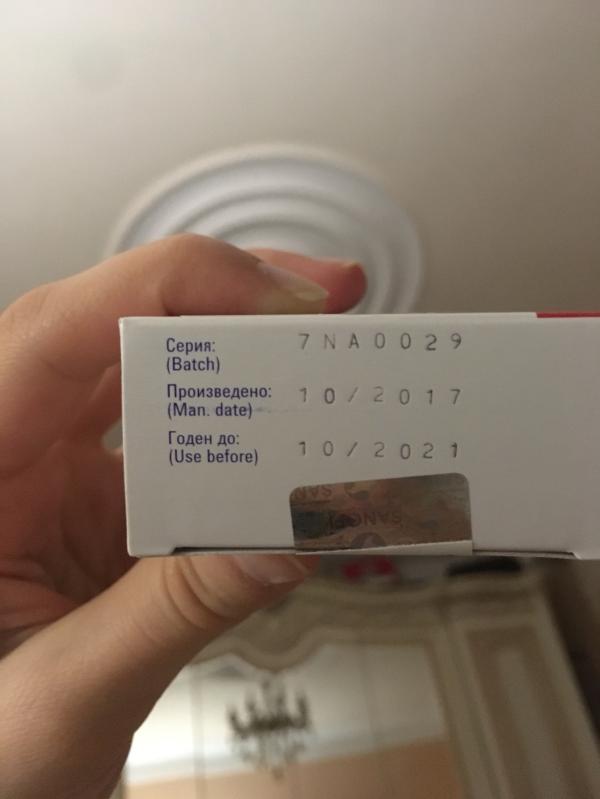 Серия: 7NA0029
(Batch)
Произведено: 10/2017
(Man. date)
Годен до: 10/2021
(Use before)